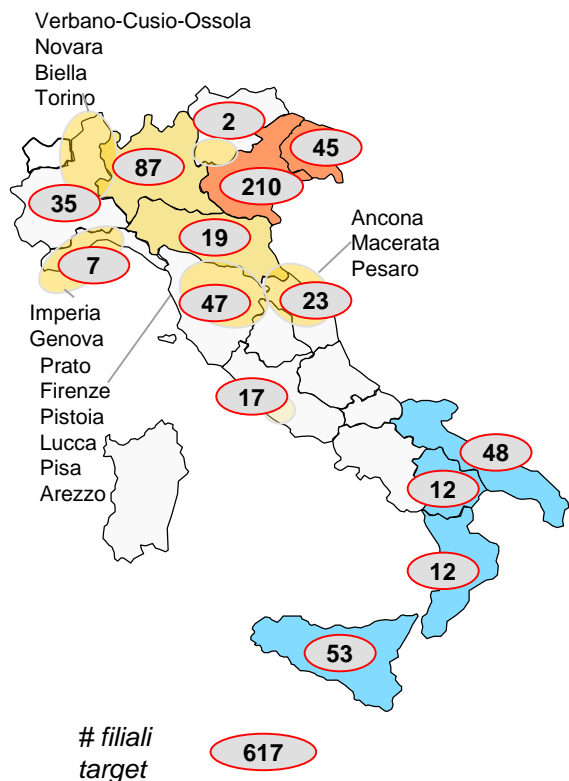 Verbano-Cusio-Ossola
Novara
Biella
Torino
2
45
87
210
35
19
Ancona
Macerata
Pesaro
7
47
23
Imperia
Genova
Prato
Firenze
Pistoia
Lucca
Pisa
Arezzo
17
48
12
12
53
# filiali
target
617